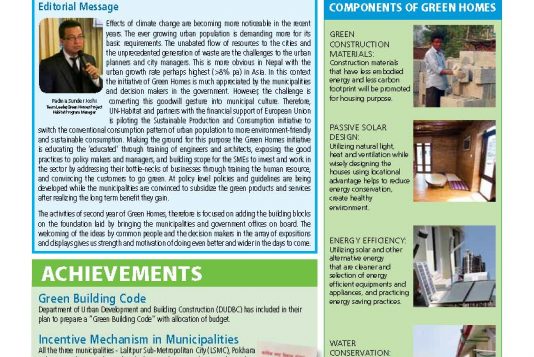 Editorial Message
Effects of climate change are becoming more noticeable in the recent
years. The ever growing urban population is demanding more for its
basic requirements. The unabated flow of resources to the cities and
the unprecedented generation of waste are the challenges to the urban
planners and city managers. This is more obvious in Nepal with the
urban growth rate perhaps highest (>8% pa) in Asia. In this context
the initiative of Green Homes is much appreciated by the municipalities
and decision makers in the government. However, the challenge is
converting this goodwill gesture into municipal culture. Therefore,
UN-Habitat and partners with the financial support of European Union
is piloting the Sustainable Production and Consumption initiative to
switch the conventional consumption pattern of urban population to more environment-friendly
and sustainable consumption. Making the ground for this purpose the Green Homes initiative
is educating the 'educated' through training of engineers and architects, exposing the good
practices to policy makers and managers, and building scope for the SMEs to invest and work in
the sector by addressing their bottle-necks of businesses through training the human resource,
and convincing the customers to go green. At policy level policies and guidelines are being
developed while the municipalities are convinced to subsidize the green products and services
after realizing the long term benefit they gain.
The activities of second year of Green Homes, therefore is focused on adding the building blocks
on the foundation laid by bringing the municipalities and government offices on board. The
welcoming of the ideas by common people and the decision makers in the array of expositions
and displays gives us strength and motivation of doing even better and wider in the days to come.
Padma Sunder Joshi
Team Leader, Green Homes Project
Habitat Program Manager
ACHIEVEMENTS
Green Building Code
Department of Urban Development and Building Construction (DUDBC) has included in their
plan to prepare a "Green Building Code" with allocation of budget.
Incentive Mechanism in Municipalities
All the three municipalities - Lalitpur Sub-Metropolitan City (LSMC), Pokhara
COMPONENTS OF GREEN HOMES
GREEN
CONSTRUCTION
MATERIALS:
Construction materials
that have less embodied
energy and less carbon
footprint will be promoted
for housing purpose.
PASSIVE SOLAR
DESIGN:
Utilizing natural light,
heat and ventilation while
wisely designing the
houses using locational
advantage helps to reduce
energy conservation,
create healthy
environment.
ENERGY EFFICIENCY:
Utilizing solar and other
alternative energy
that are cleaner and
selection of energy
efficient equipments and
appliances, and practicing
energy saving practices.
WATER
CONSERVATION: